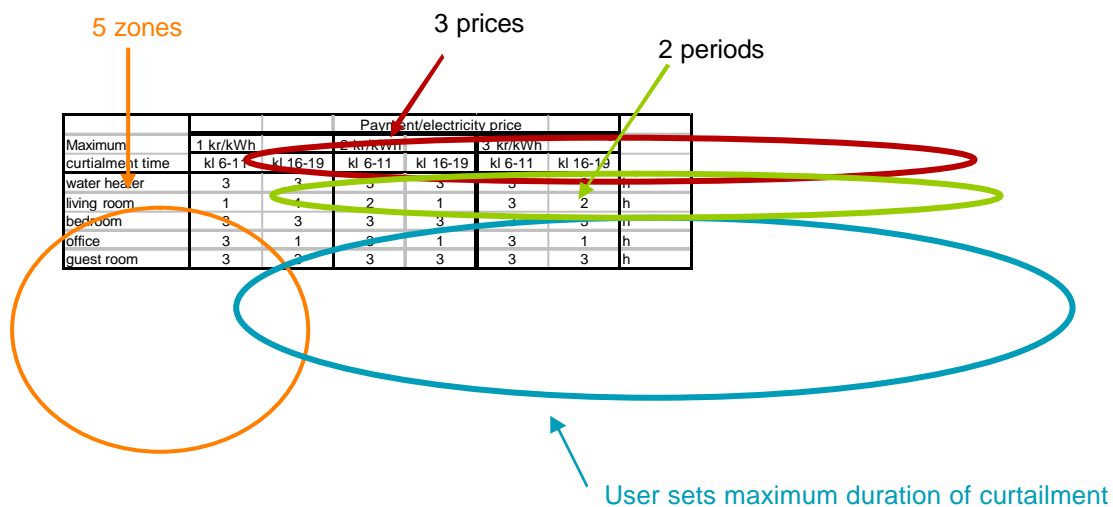 5 zones
3 prices
2 periods
Payment/electricity price
Maximum 1 kr/kWh 2 kr/kWh 3 kr/kWh
curtialment time kl 6-11 kl 16-19 kl 6-11 kl 16-19 kl 6-11 kl 16-19
water heater 3 3 3 3 3 3 h
living room 1 1 2 1 3 2 h
bedroom 3 3 3 3 3 3 h
office 3 1 3 1 3 1 h
guest room 3 3 3 3 3 3 h
User sets maximum duration of curtailment